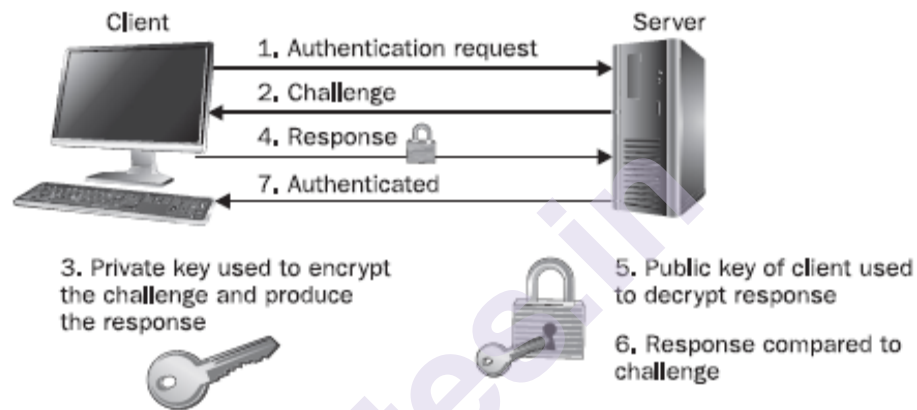 Client
Server
1. Authentication request
2. Challenge
4. Response
7. Authenticated
3. Private key used to encrypt
the challenge and produce
the response
5. Public key of client used
to decrypt response
6. Response compared to
challenge